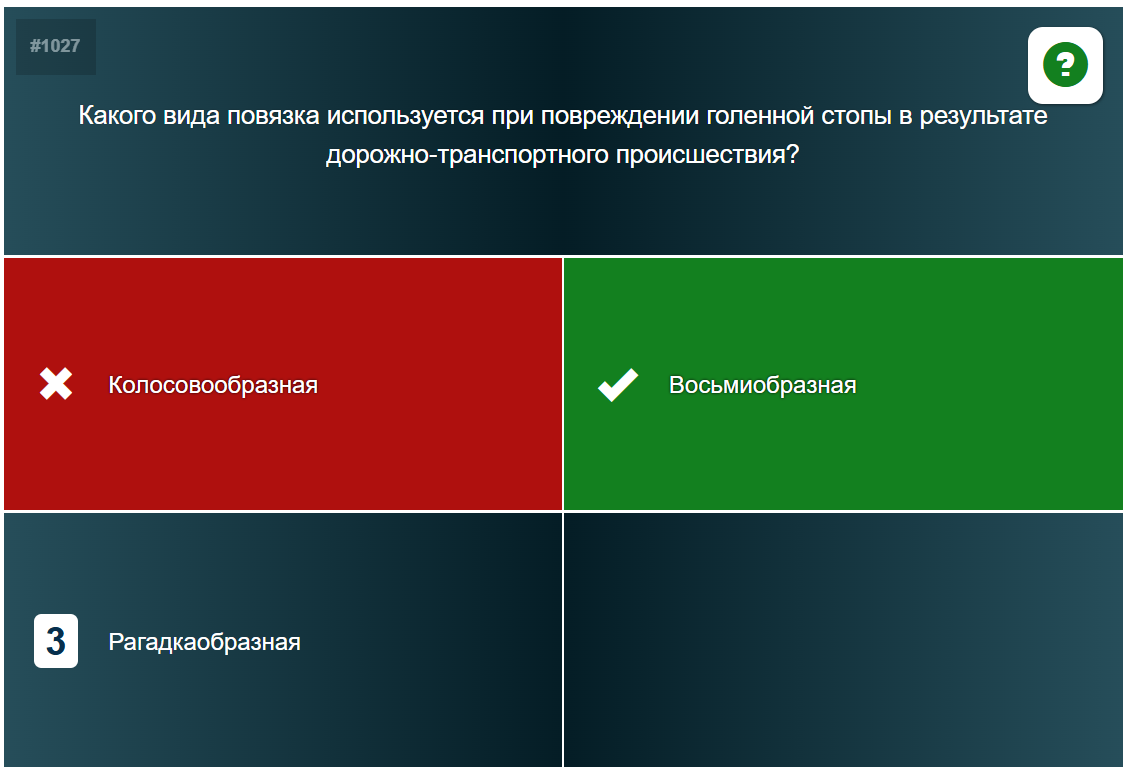 #1027
?
Какого вида повязка используется при повреждении голенной стопы в результате
дорожно-транспортного происшествия?
Колосовообразная
Восьмиобразная
3 Рагадкаобразная